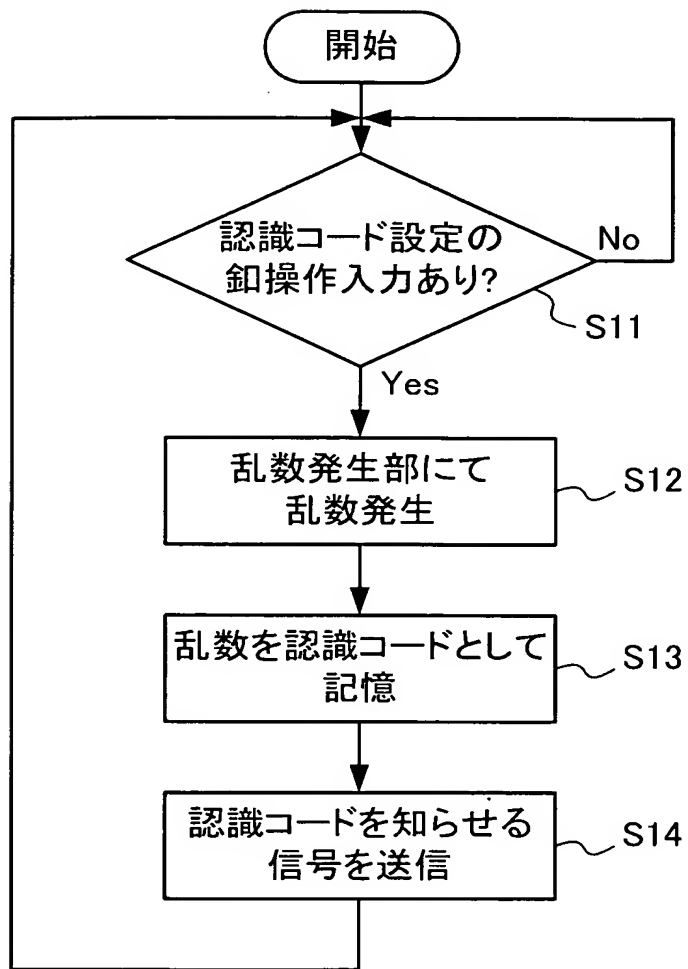 開始
認識コード設定の
釦操作入力あり?
No
S11
Yes
乱数発生部にて
乱数発生
S12
乱数を認識コードとして
記憶
S13
認識コードを知らせる
信号を送信
S14